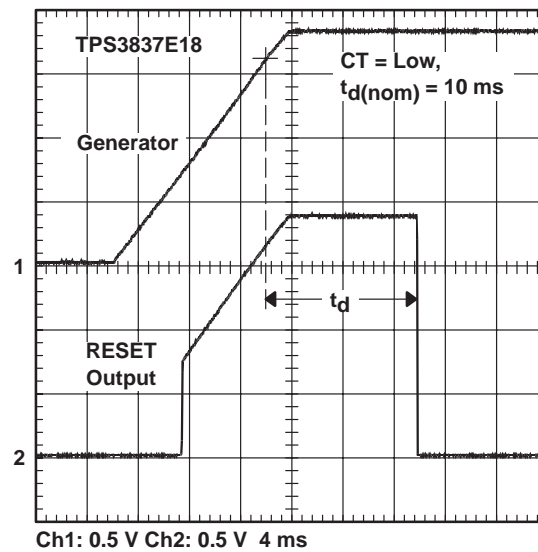 TPS3837E18
CT = Low,
td(nom) = 10 ms
Generator
1
td
RESET
Output
2
Ch1: 0.5 V Ch2: 0.5 V 4 ms